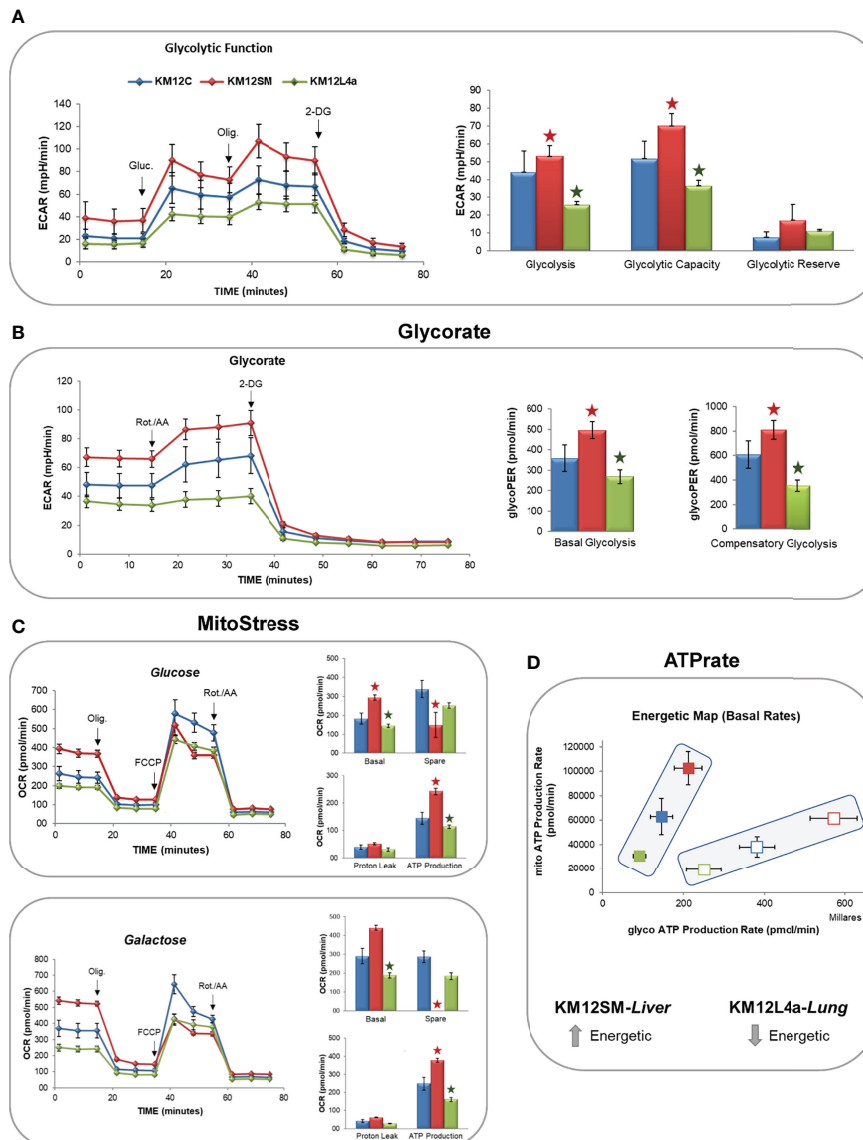 A
Glycolytic Function
KM12C KM12SM KM12L4a
140
120
100
80
60
40
20
0
ECAR (mpH/min)
Gluc.
Olig.
2-DG
0 20 40 60 80
TIME (minutes)
90
80
70
60
50
40
30
20
10
0
ECAR (mpH/min)
Glycolysis Glycolytic Capacity Glycolytic Reserve
B
Glycorate
Glycorate
120
100
80
60
40
20
0
ECAR (mpH/min)
Rot./AA
2-DG
0 10 20 30 40 50 60 70 80
TIME (minutes)
600
500
400
300
200
100
0
glycoPER (pmol/min)
Basal Glycolysis
1000
800
600
400
200
0
glycoPER (pmol/min)
Compensatory Glycolysis
C
MitoStress
Glucose
700
600
500
400
300
200
100
00
OCR (pmol/min)
Olig.
FCCP
Rot./AA
0 20 40 60 80
TIME (minutes)
500
400
300
200
100
00
OCR (pmol/min)
Basal Spare
300
200
100
00
OCR (pmol/min)
Proton Leak ATP Production
Galactose
800
700
600
500
400
300
200
100
00
OCR (pmol/min)
Olig.
FCCP
Rot./AA
0 20 40 60 80
TIME (minutes)
500
400
300
200
100
00
OCR (pmol/min)
Basal Spare
500
400
300
200
100
00
OCR (pmol/min)
Proton Leak ATP Production
D
ATPrate
Energetic Map (Basal Rates)
120000
100000
80000
60000
40000
20000
0
mito ATP Production Rate
(pmol/min)
0 200 400 600
Millares
glyco ATP Production Rate (pmcl/min)
KM12SM-Liver
Energetic
KM12L4a-Lung
Energetic